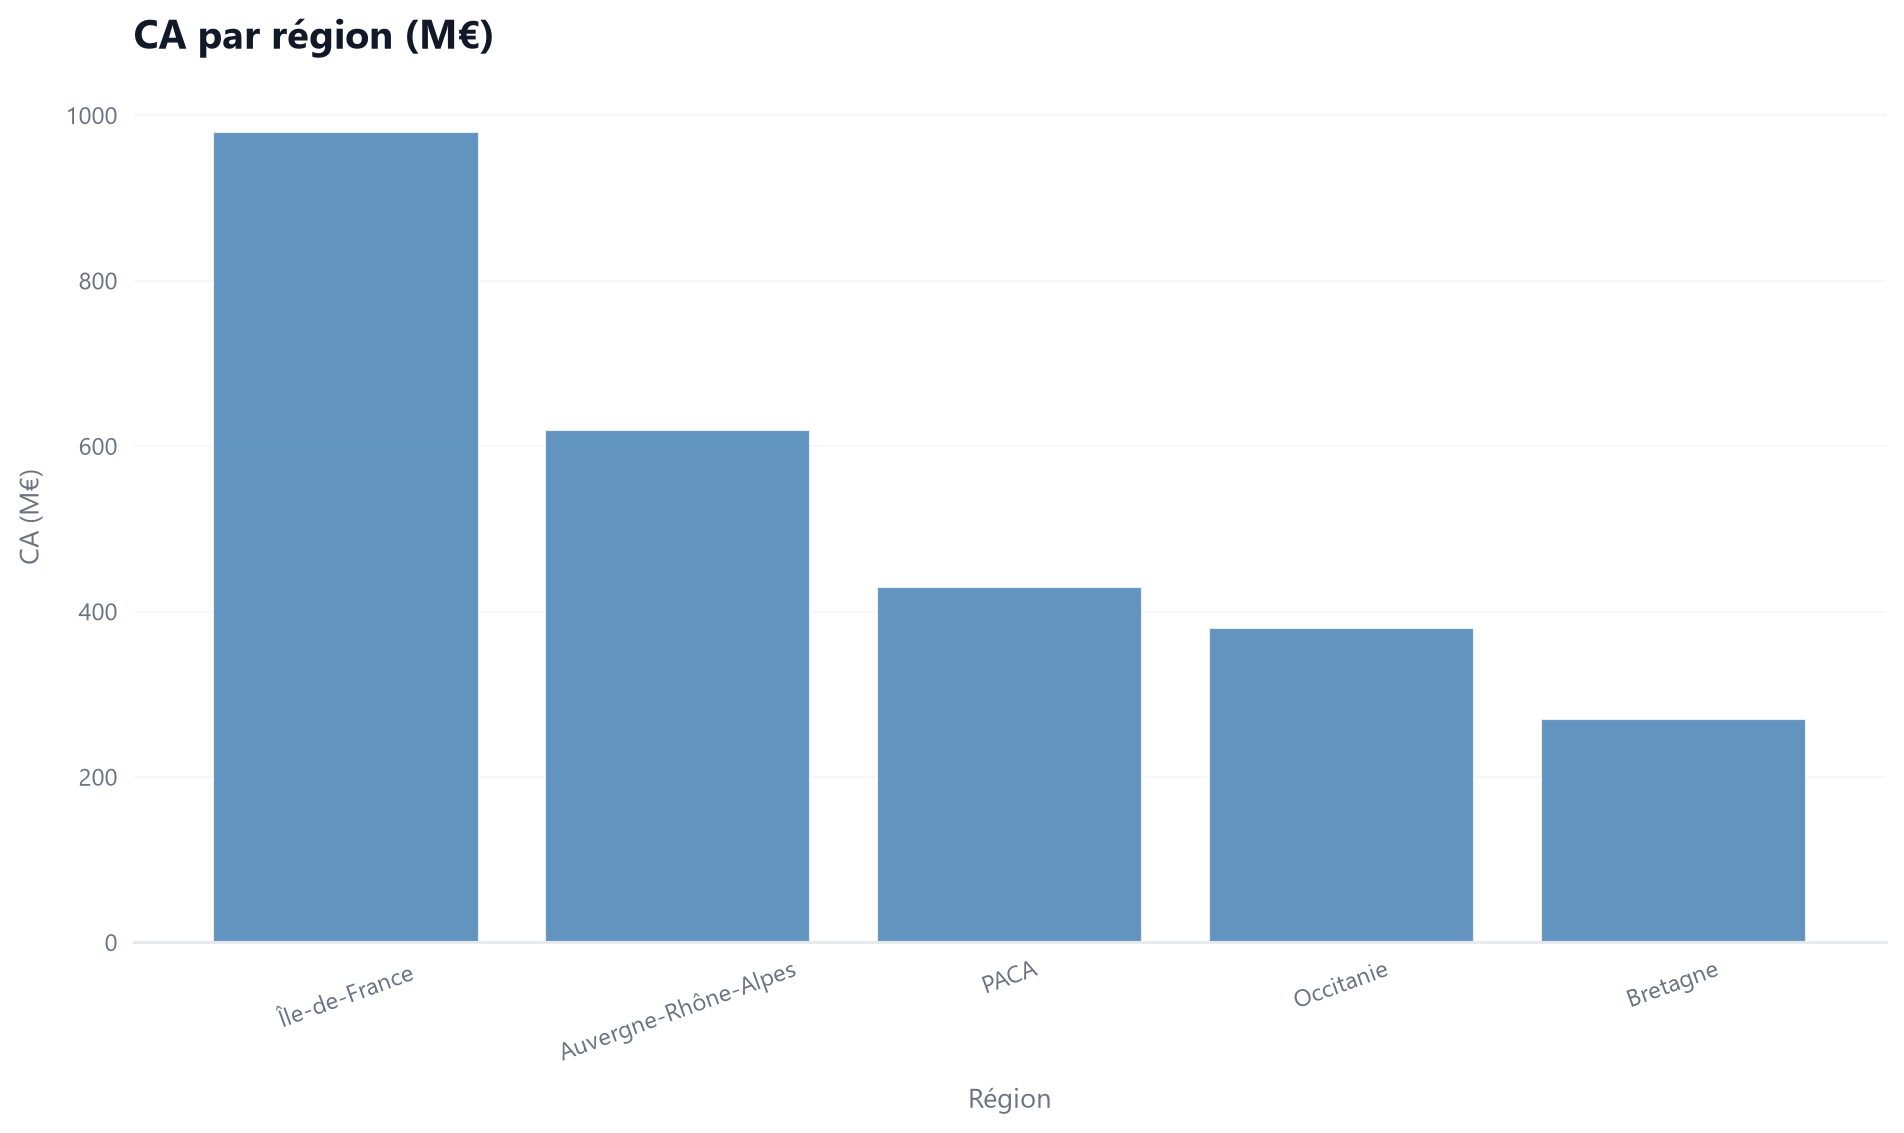 CA par région (M€)
1000
800
600
400
200
0
CA (M€)
Île-de-France
Auvergne-Rhône-Alpes
PACA
Occitanie
Bretagne
Région